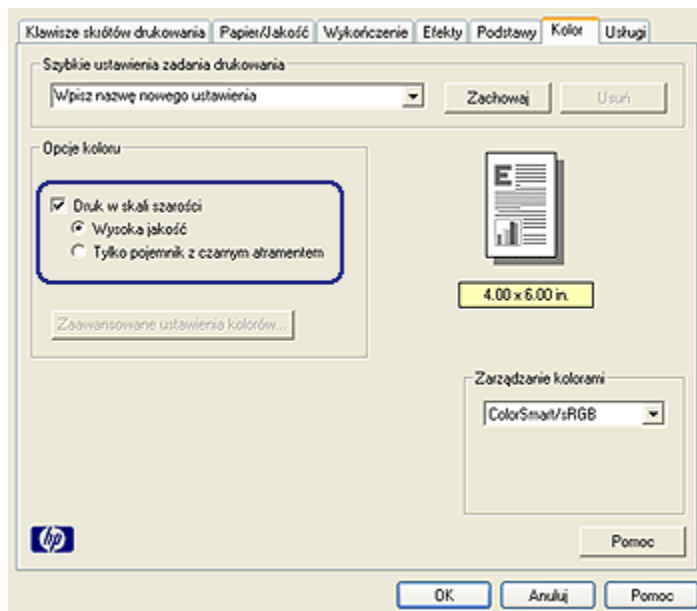 Klawisze skrótów drukowania Papier/Jakość Wykończenie Efekty Podstawy Kolor Usługi
Szybkie ustawienia zadania drukowania
Wpisz nazwę nowego ustawienia Zachowaj Usuń
Opcje koloru
Druk w skali szarości
Wysoka jakość
Tylko pojemnik z czarnym atramentem
E
4.00 x 6.00 in.
Zaawansowane ustawienia kolorów...
Zarządzanie kolorami
ColorSmart/sRGB
hp
Pomoc
OK Anuluj Pomoc